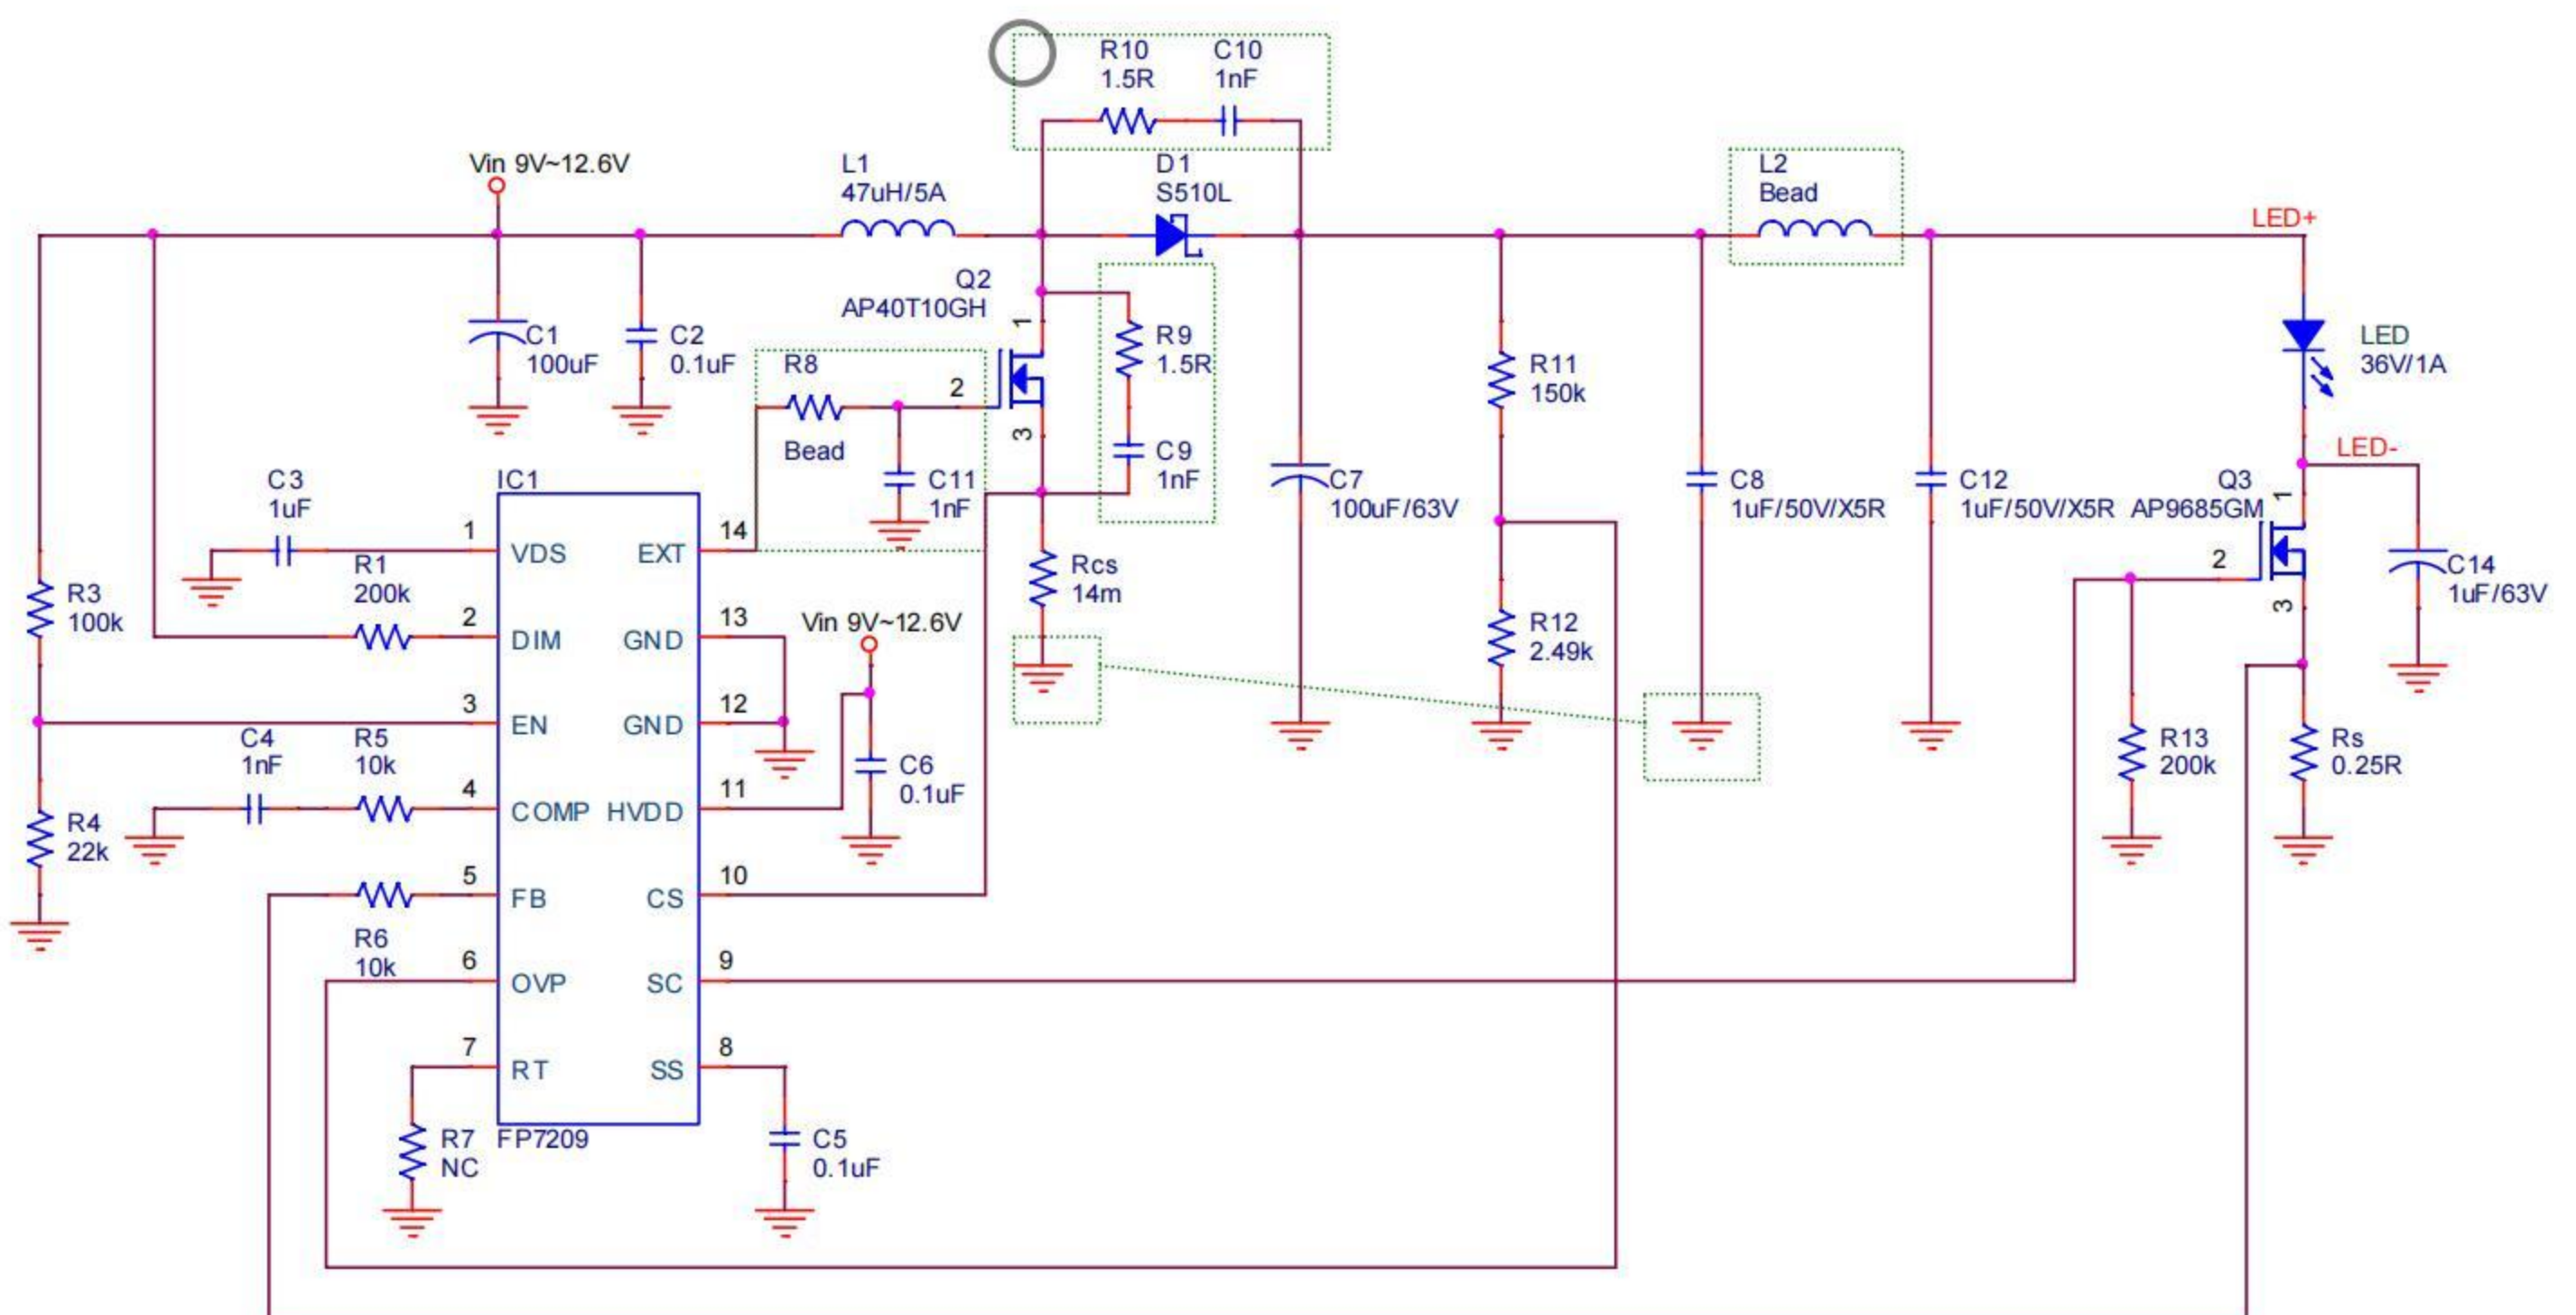 R10
1.5R
C10
1nF
Vin 9V~12.6V
L1
47uH/5A
D1
S510L
L2
Bead
LED+
Q2
AP40T10GH
1
2
3
R9
1.5R
C9
1nF
C1
100uF
C2
0.1uF
R8
Bead
C11
1nF
R11
150k
LED
36V/1A
LED-
C7
100uF/63V
C8
1uF/50V/X5R
C12
1uF/50V/X5R
Q3
AP9685GM
1
2
3
C14
1uF/63V
C3
1uF
IC1
1
VDS
EXT
14
R1
200k
R3
100k
2
DIM
GND
13
Vin 9V~12.6V
Rcs
14m
R12
2.49k
3
EN
GND
12
C4
1nF
R5
10k
4
COMP
HVDD
11
C6
0.1uF
R13
200k
Rs
0.25R
R4
22k
5
FB
CS
10
R6
10k
6
OVP
SC
9
7
RT
SS
8
R7
NC
FP7209
C5
0.1uF